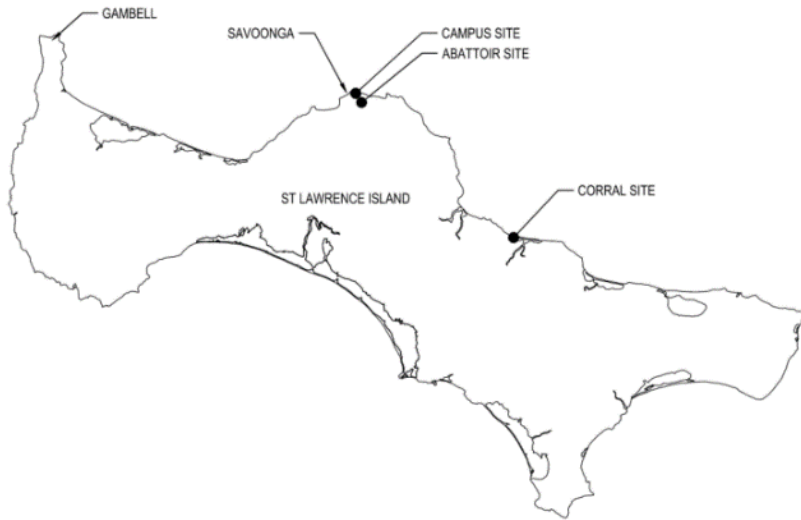 GAMBELL
SAVOONGA
CAMPUS SITE
ABATTOIR SITE
CORRAL SITE
ST LAWRENCE ISLAND